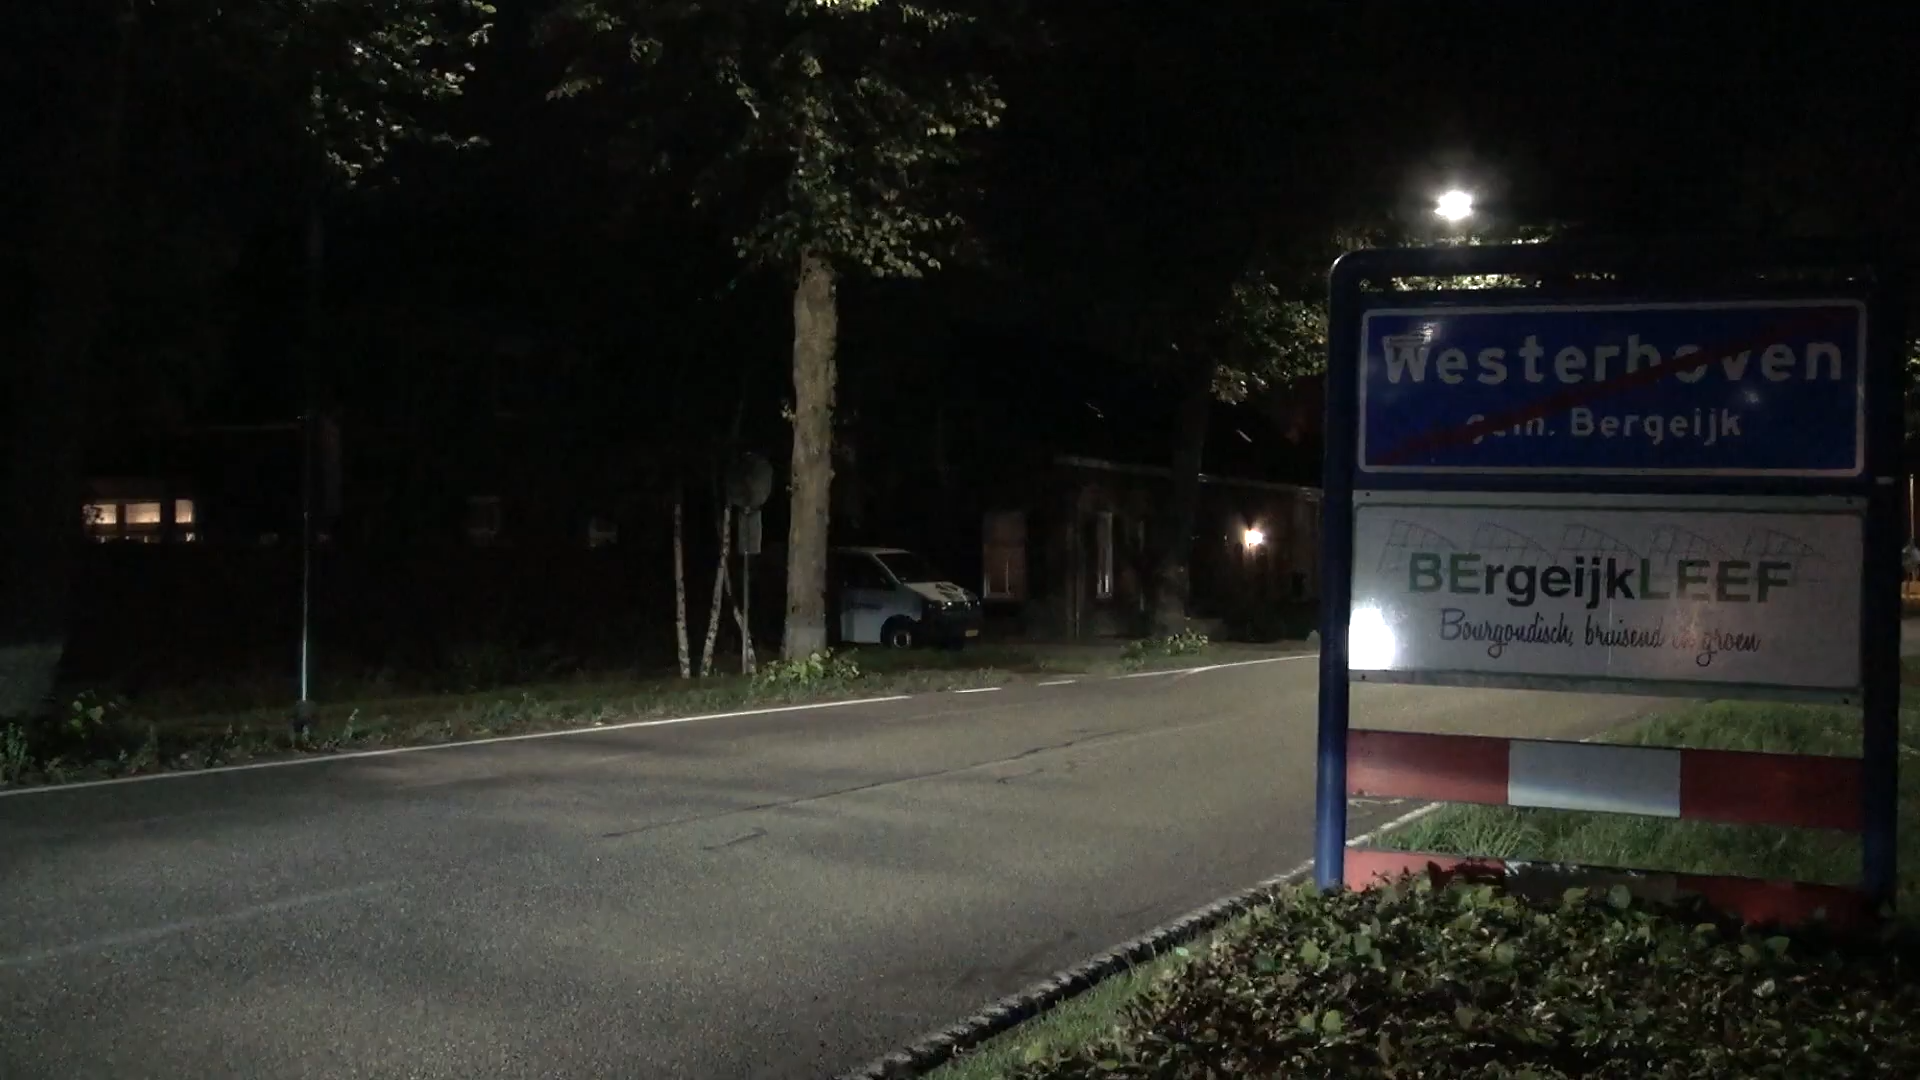 Westerhoven
gem. Bergeijk
BErgeijkLEEF
Bourgondisch, bruisend en groen